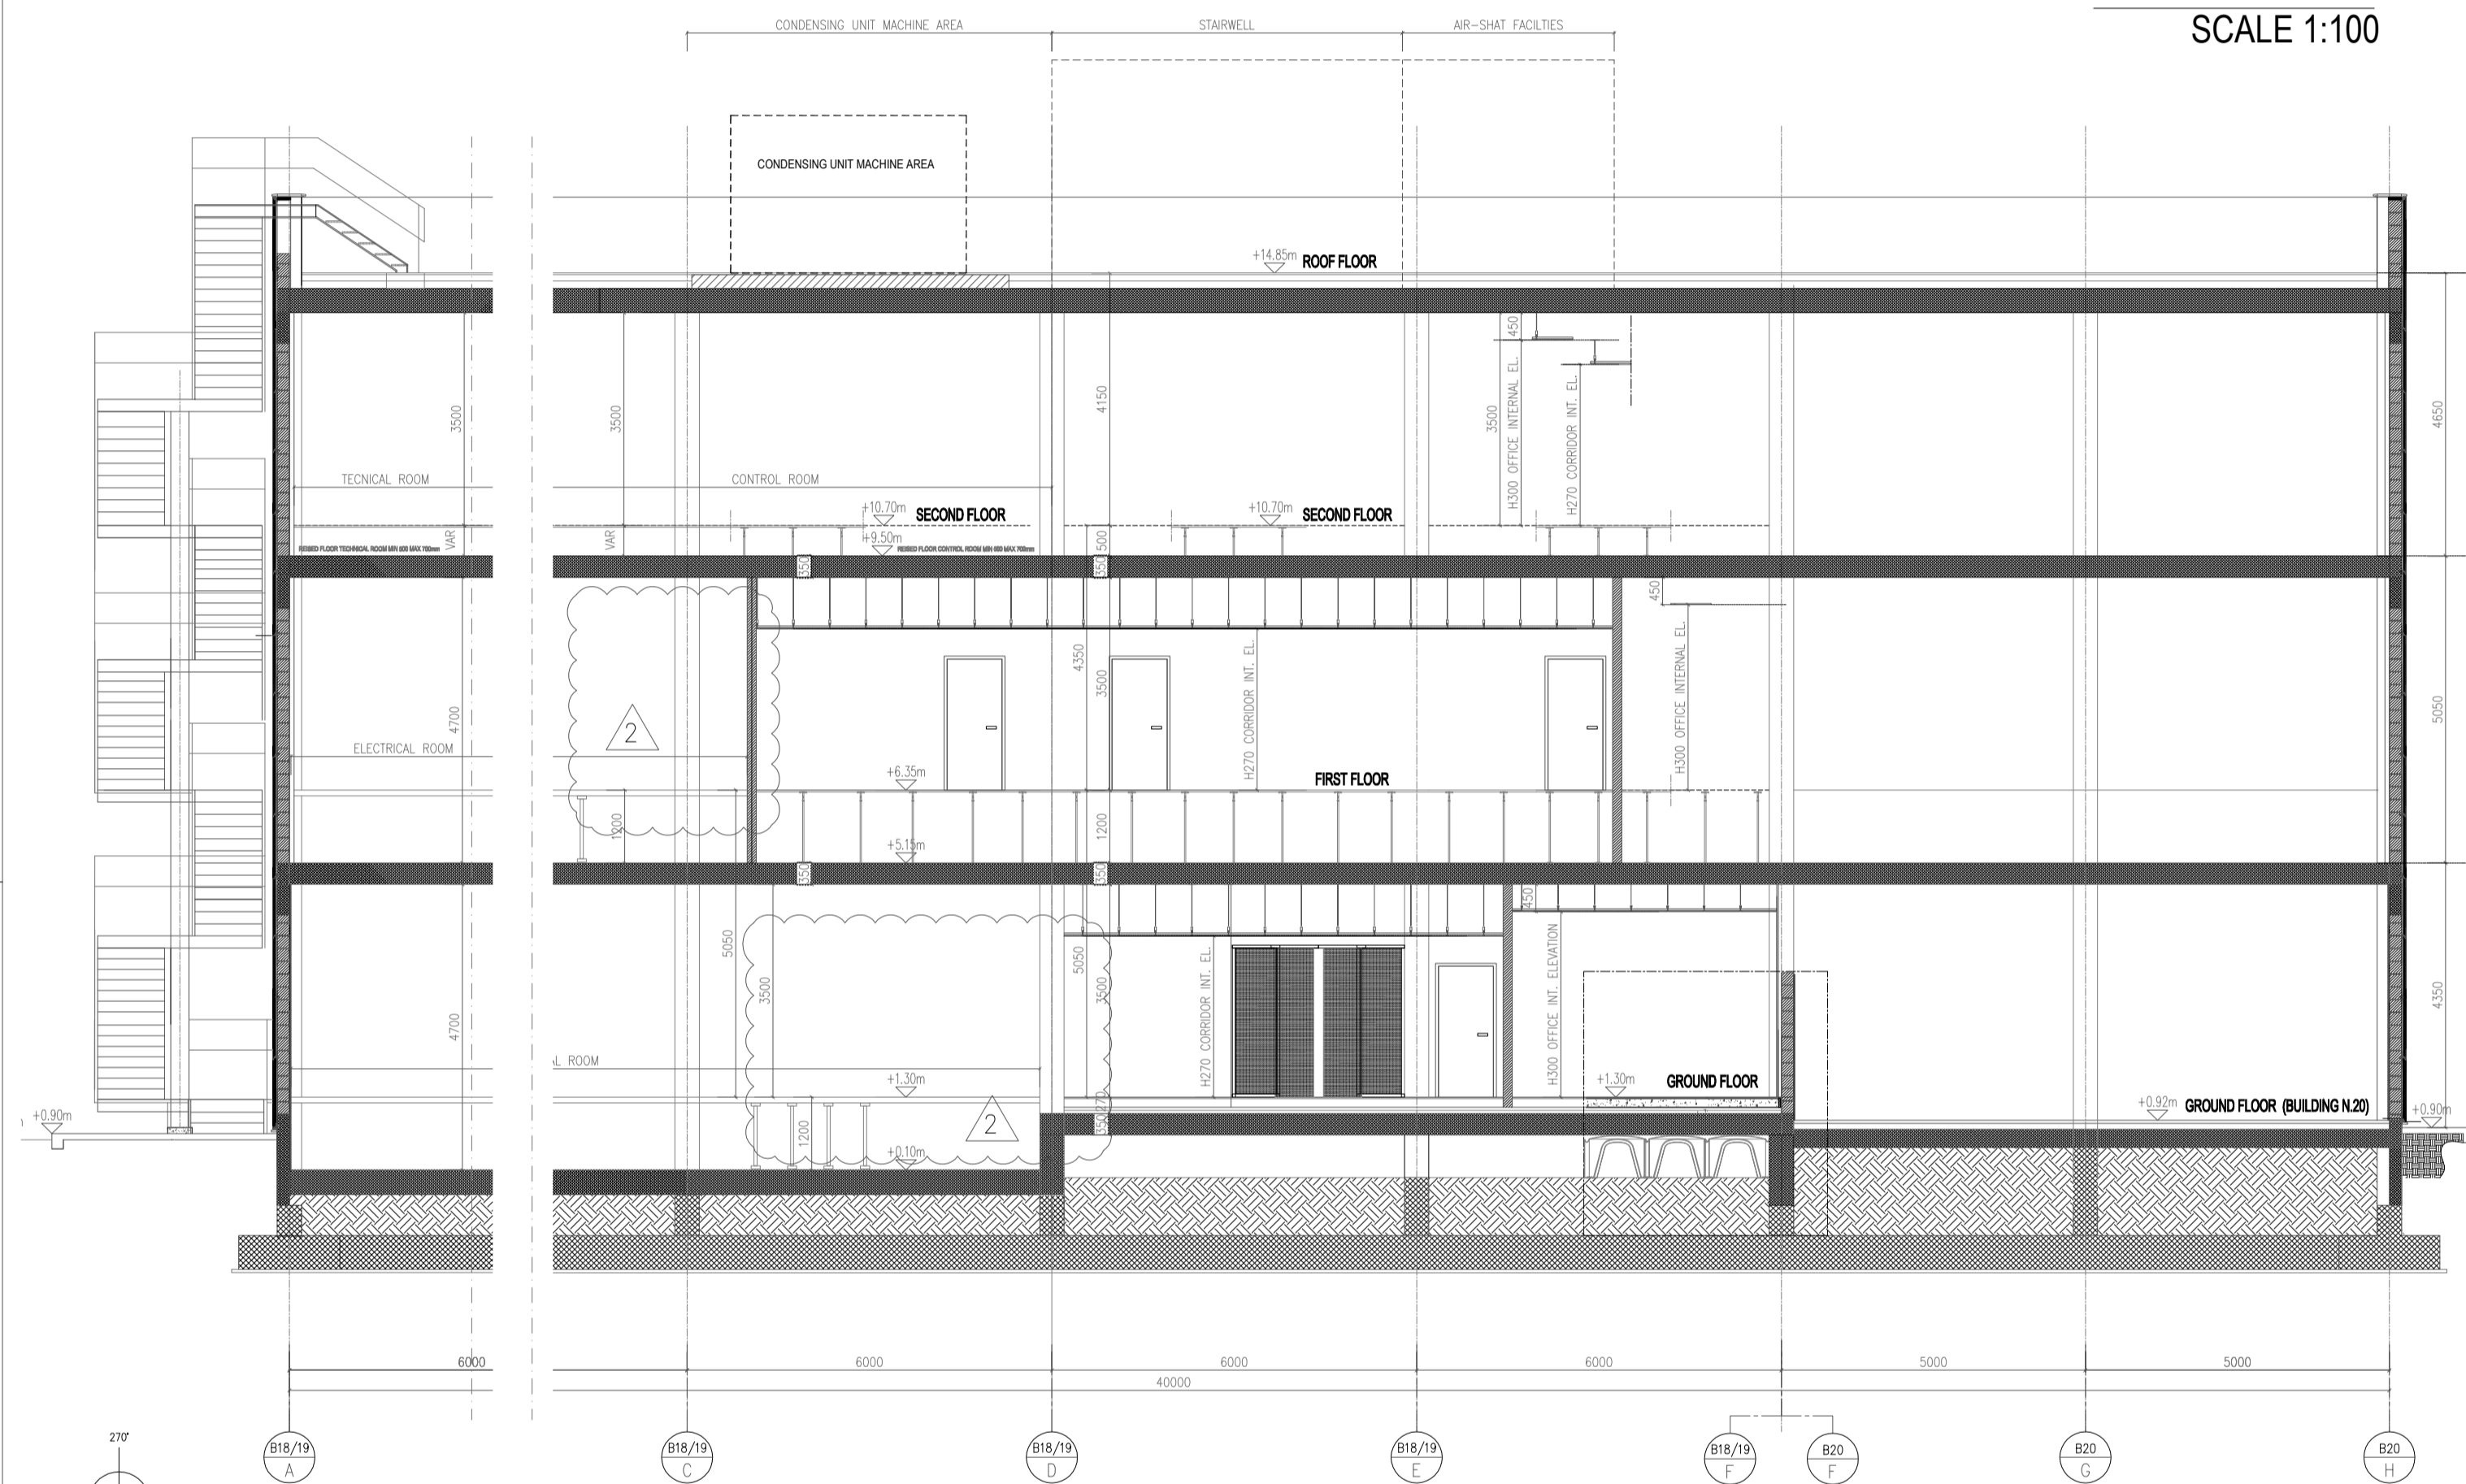 CONDENSING UNIT MACHINE AREA
STAIRWELL
AIR-SHAT FACILTIES
SCALE 1:100
CONDENSING UNIT MACHINE AREA
+14.85m
ROOF FLOOR
450
3500
3500
4150
3500
H300 OFFICE INTERNAL EL.
H270 CORRIDOR INT. EL.
4650
TECNICAL ROOM
CONTROL ROOM
+10.70m
SECOND FLOOR
+10.70m
SECOND FLOOR
VAR
VAR
+9.50m
500
350
350
450
4350
3500
H270 CORRIDOR INT. EL.
H300 OFFICE INTERNAL EL.
5050
4700
2
ELECTRICAL ROOM
+6.35m
FIRST FLOOR
1200
1200
+5.15m
350
350
450
5050
3500
5050
3500
H270 CORRIDOR INT. EL.
H300 OFFICE INT. ELEVATION
4350
4700
AL ROOM
+1.30m
+1.30m
GROUND FLOOR
+0.92m
GROUND FLOOR (BUILDING N.20)
+0.90m
+0.90m
270
350
2
1200
+0.10m
6000
6000
6000
6000
5000
5000
40000
270°
B18/19
A
B18/19
C
B18/19
D
B18/19
E
B18/19
F
B20
F
B20
G
B20
H